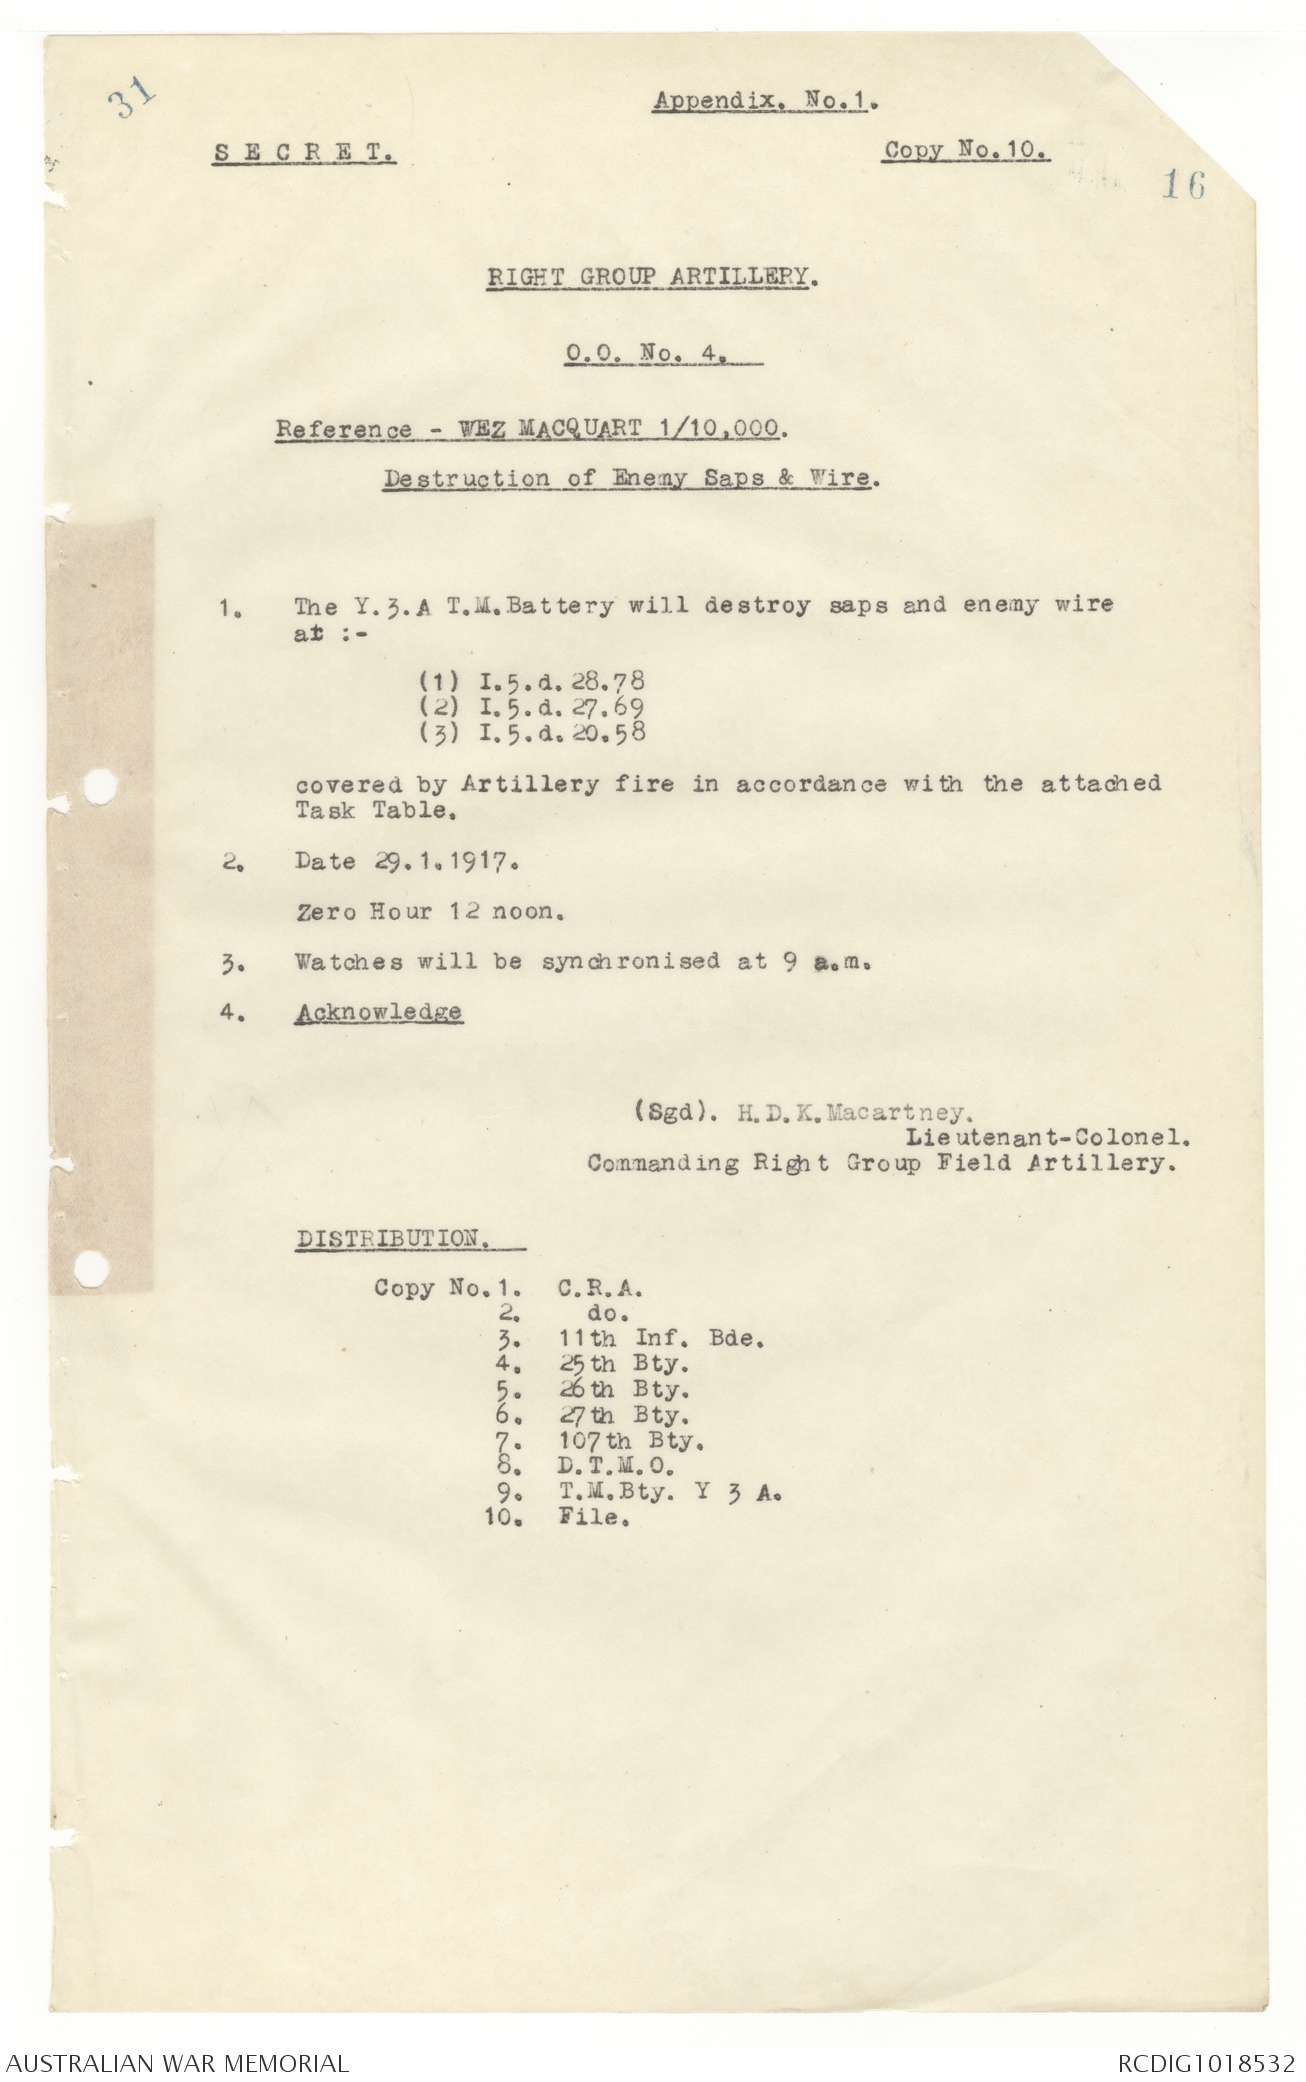 31
Appendix. No.1.
S E C R E T.
Copy No.10.
16
RIGHT GROUP ARTILLERY.
O.O. No. 4.
Reference - WEZ MACQUART 1/10,000.
Destruction of Enemy Saps & Wire.
1. The Y.3.A T.M.Battery will destroy saps and enemy wire
at :-
(1) I.5.d.28.78
(2) I.5.d.27.69
(3) I.5.d.20.58
covered by Artillery fire in accordance with the attached
Task Table.
2. Date 29.1.1917.
Zero Hour 12 noon.
3. Watches will be synchronised at 9 a.m.
4. Acknowledge
(Sgd). H.D.K.Macartney.
Lieutenant-Colonel.
Commanding Right Group Field Artillery.
DISTRIBUTION.
Copy No.1. C.R.A.
2. do.
3. 11th Inf. Bde.
4. 25th Bty.
5. 26th Bty.
6. 27th Bty.
7. 107th Bty.
8. D.T.M.O.
9. T.M.Bty. Y 3 A.
10. File.
AUSTRALIAN WAR MEMORIAL
RCDIG1018532